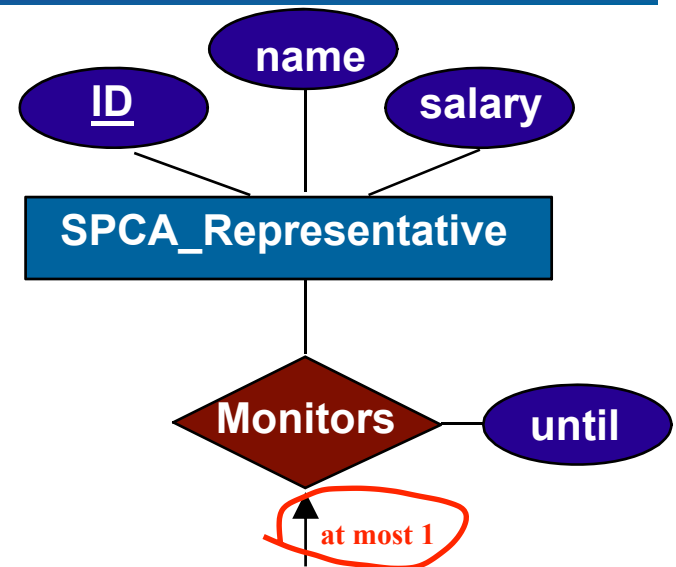 name
ID
salary
SPCA_Representative
Monitors
until
at most 1